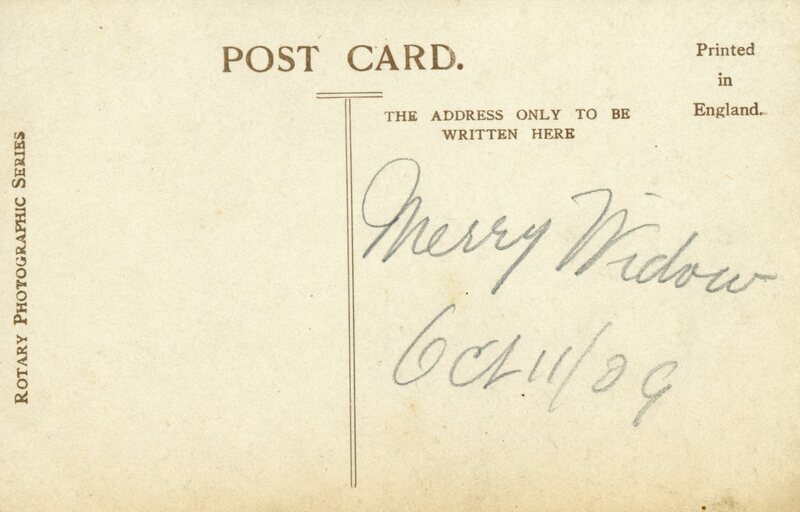 POST CARD.
Printed
in
England.
THE ADDRESS ONLY TO BE
WRITTEN HERE
ROTARY PHOTOGRAPHIC SERIES
Merry Widow
Oct 11/09